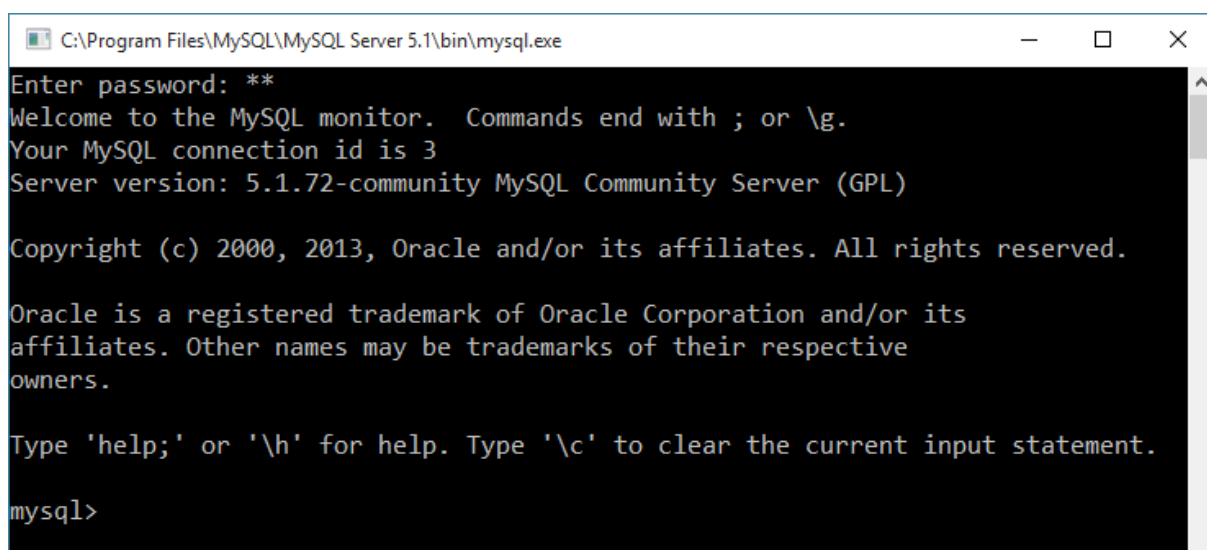 C:\Program Files\MySQL\MySQL Server 5.1\bin\mysql.exe
Enter password: **
Welcome to the MySQL monitor.  Commands end with ; or \g.
Your MySQL connection id is 3
Server version: 5.1.72-community MySQL Community Server (GPL)
Copyright (c) 2000, 2013, Oracle and/or its affiliates. All rights reserved.
Oracle is a registered trademark of Oracle Corporation and/or its
affiliates. Other names may be trademarks of their respective
owners.
Type 'help;' or '\h' for help. Type '\c' to clear the current input statement.
mysql>